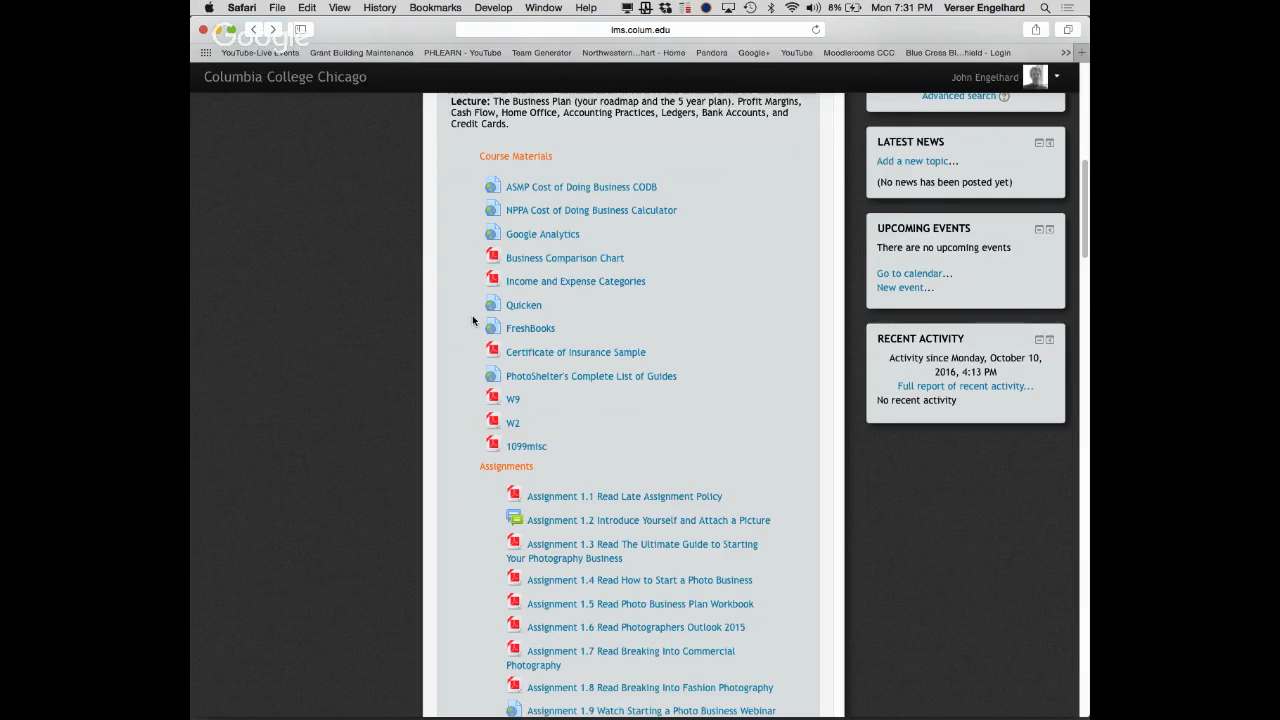 Safari File Edit View History Bookmarks Develop Window Help 8% Mon 7:31 PM Verser Engelhard
Google
lms.colum.edu
YouTube-Live Events Grant Building Maintenance PHLEARN - YouTube Team Generator Northwestern...hart - Home Pandora Google+ YouTube Moodlerooms CCC Blue Cross Bl...hield - Login >>
Columbia College Chicago
John Engelhard
Advanced search
Lecture: The Business Plan (your roadmap and the 5 year plan). Profit Margins,
Cash Flow, Home Office, Accounting Practices, Ledgers, Bank Accounts, and
Credit Cards.
Course Materials
ASMP Cost of Doing Business CODB
NPPA Cost of Doing Business Calculator
Google Analytics
Business Comparison Chart
Income and Expense Categories
Quicken
FreshBooks
Certificate of Insurance Sample
PhotoShelter's Complete List of Guides
W9
W2
1099misc
Assignments
Assignment 1.1 Read Late Assignment Policy
Assignment 1.2 Introduce Yourself and Attach a Picture
Assignment 1.3 Read The Ultimate Guide to Starting
Your Photography Business
Assignment 1.4 Read How to Start a Photo Business
Assignment 1.5 Read Photo Business Plan Workbook
Assignment 1.6 Read Photographers Outlook 2015
Assignment 1.7 Read Breaking Into Commercial
Photography
Assignment 1.8 Read Breaking Into Fashion Photography
Assignment 1.9 Watch Starting a Photo Business Webinar
LATEST NEWS
Add a new topic...
(No news has been posted yet)
UPCOMING EVENTS
There are no upcoming events
Go to calendar...
New event...
RECENT ACTIVITY
Activity since Monday, October 10,
2016, 4:13 PM
Full report of recent activity...
No recent activity